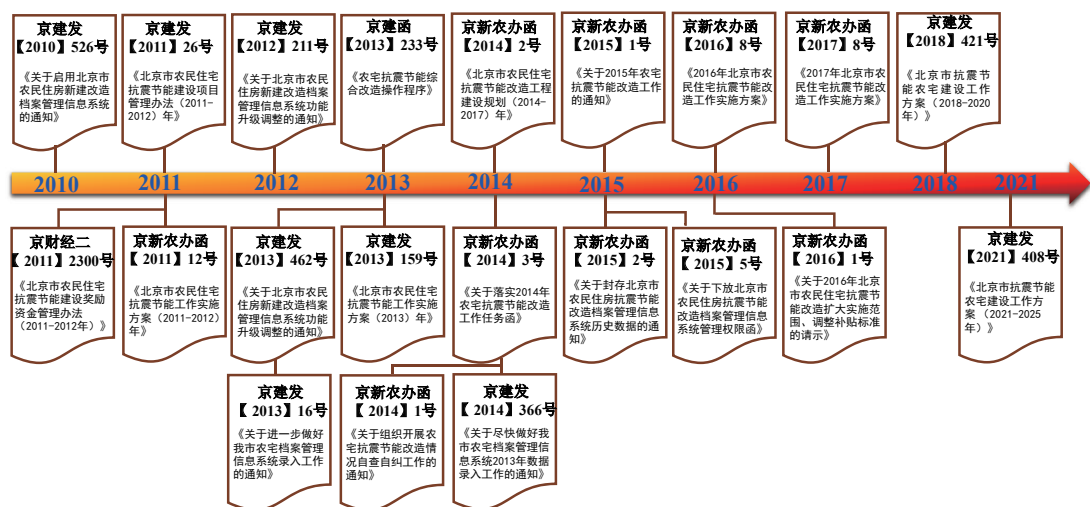 京建发
【2010】526号
《关于启用北京市
农民住房新建改造
档案管理信息系统
的通知》
京建发
【2011】26号
《北京市农民住宅
抗震节能建设项目
管理办法（2011-
2012）年》
京建发
【2012】211号
《关于北京市农民
住房新建改造档案
管理信息系统功能
升级调整的通知》
京建函
【2013】233号
《农宅抗震节能综
合改造操作程序》
京新农办函
【2014】2号
《北京市农民住宅
抗震节能改造工程
建设规划（2014-
2017）年》
京新农办函
【2015】1号
《关于2015年农宅
抗震节能改造工作
的通知》
京新农办函
【2016】8号
《2016年北京市农
民住宅抗震节能改
造工作实施方案》
京新农办函
【2017】8号
《2017年北京市农
民住宅抗震节能改
造工作实施方案》
京建发
【2018】421号
《北京市抗震节
能农宅建设工作
方案（2018-2020
年）》
2010
2011
2012
2013
2014
2015
2016
2017
2018
2021
京财经二
【2011】2300号
《北京市农民住宅
抗震节能建设奖励
资金管理办法
（2011-2012年）》
京新农办函
【2011】12号
《北京市农民住宅
抗震节能工作实施
方案（2011-2012）
年》
京建发
【2013】462号
《关于北京市农民
住房新建改造档案
管理信息系统功能
升级调整的通知》
京建发
【2013】159号
《北京市农民住宅
抗震节能工作实施
方案（2013）年》
京新农办函
【2014】3号
《关于落实2014年
农宅抗震节能改造
工作任务函》
京新农办函
【2015】2号
《关于封存北京市
农民住房抗震节能
改造档案管理信息
系统历史数据的通
知》
京新农办函
【2015】5号
《关于下放北京市
农民住房抗震节能
改造档案管理信息
系统管理权限函》
京新农办函
【2016】1号
《关于2016年北京
市农民住宅抗震节
能改造扩大实施范
围、调整补贴标准
的请示》
京建发
【2021】408号
《北京市抗震节能
农宅建设工作方
案（2021-2025
年）》
京建发
【2013】16号
《关于进一步做好
我市农宅档案管理
信息系统录入工作
的通知》
京新农办函
【2014】1号
《关于组织开展农
宅抗震节能改造情
况自查自纠工作的
通知》
京建发
【2014】366号
《关于尽快做好我
市农宅档案管理信
息系统2013年数据
录入工作的通知》